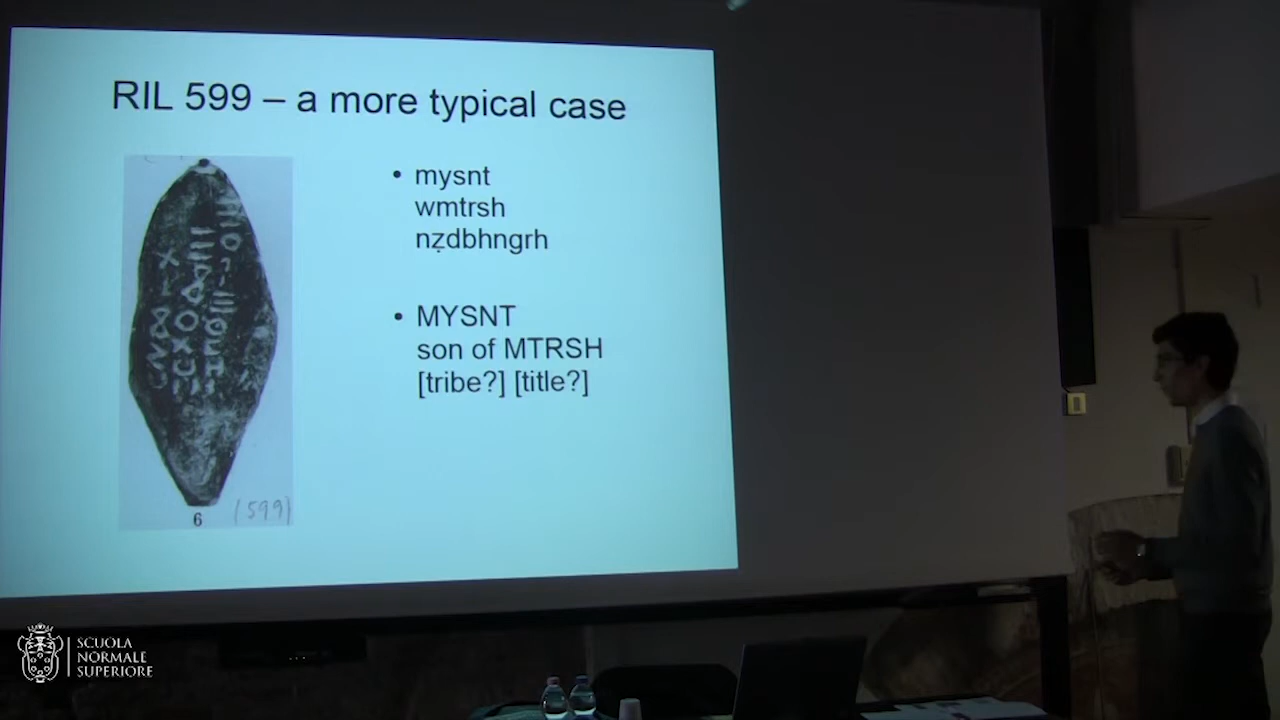 RIL 599 – a more typical case
• mysnt
wmtrsh
nẓdbhngrh
• MYSNT
son of MTRSH
[tribe?] [title?]
6
(599)
SCUOLA
NORMALE
SUPERIORE